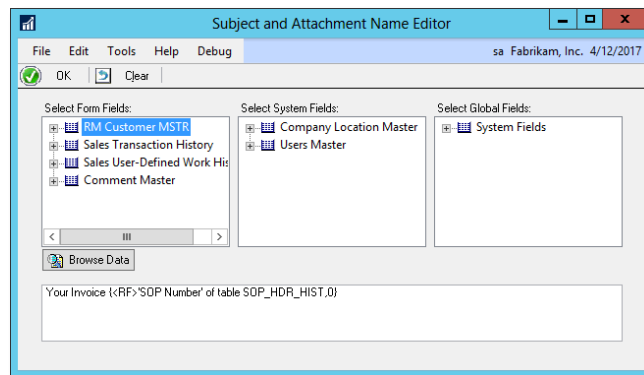 Subject and Attachment Name Editor
File Edit Tools Help Debug
sa Fabrikam, Inc. 4/12/2017
OK Clear
Select Form Fields:
RM Customer MSTR
Sales Transaction History
Sales User-Defined Work His
Comment Master
Select System Fields:
Company Location Master
Users Master
Select Global Fields:
System Fields
Browse Data
Your Invoice {<RF>'SOP Number' of table SOP_HDR_HIST,0}